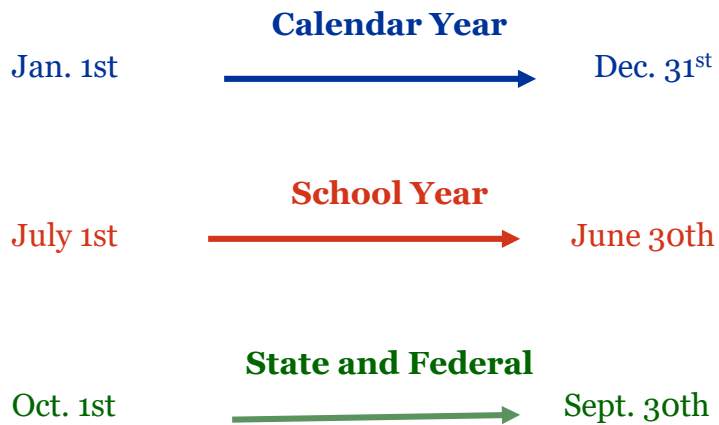 Calendar Year
Jan. 1st Dec. 31st
School Year
July 1st June 30th
State and Federal
Oct. 1st Sept. 30th